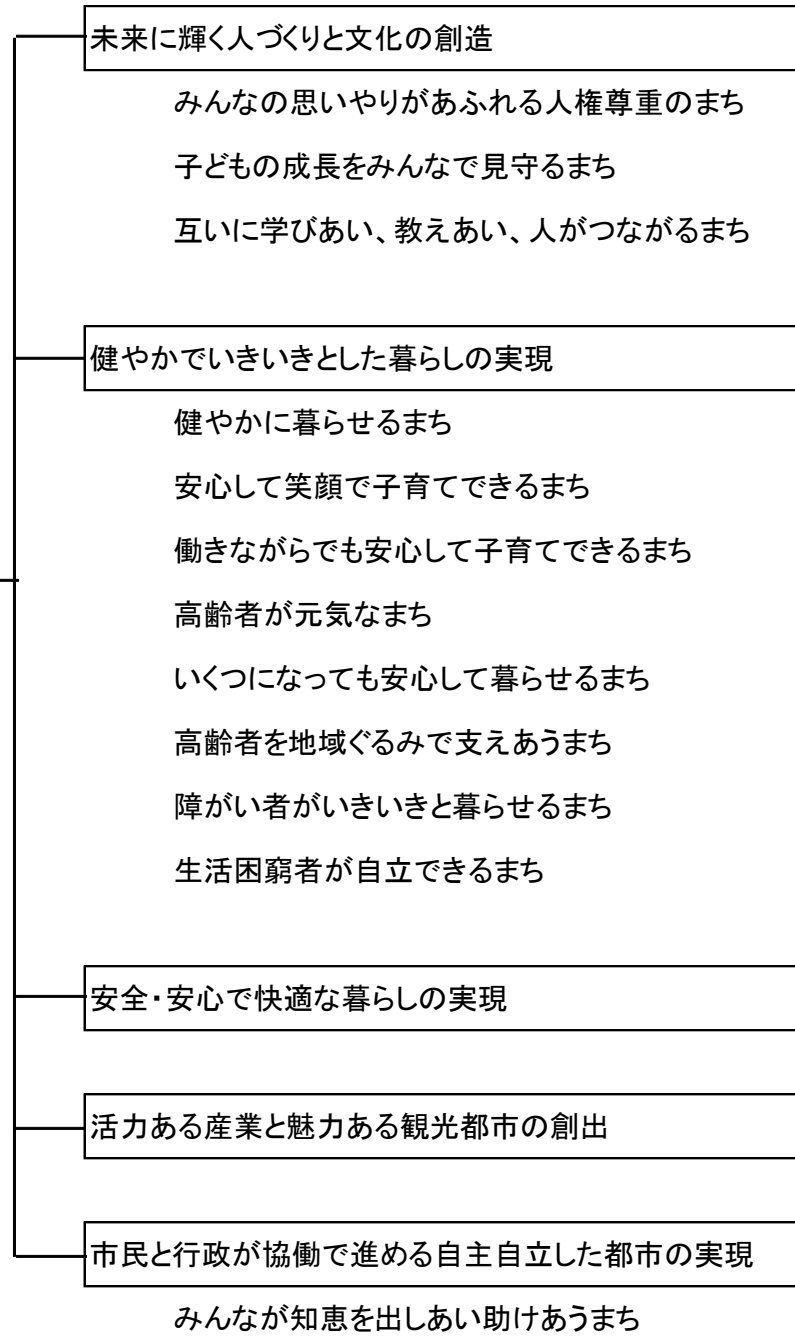 未来に輝く人づくりと文化の創造
みんなの思いやりがあふれる人権尊重のまち
子どもの成長をみんなで見守るまち
互いに学びあい、教えあい、人がつながるまち
健やかでいきいきとした暮らしの実現
健やかに暮らせるまち
安心して笑顔で子育てできるまち
働きながらでも安心して子育てできるまち
高齢者が元気なまち
いくつになっても安心して暮らせるまち
高齢者を地域ぐるみで支えあうまち
障がい者がいきいきと暮らせるまち
生活困窮者が自立できるまち
安全・安心で快適な暮らしの実現
活力ある産業と魅力ある観光都市の創出
市民と行政が協働で進める自主自立した都市の実現
みんなが知恵を出しあい助けあうまち